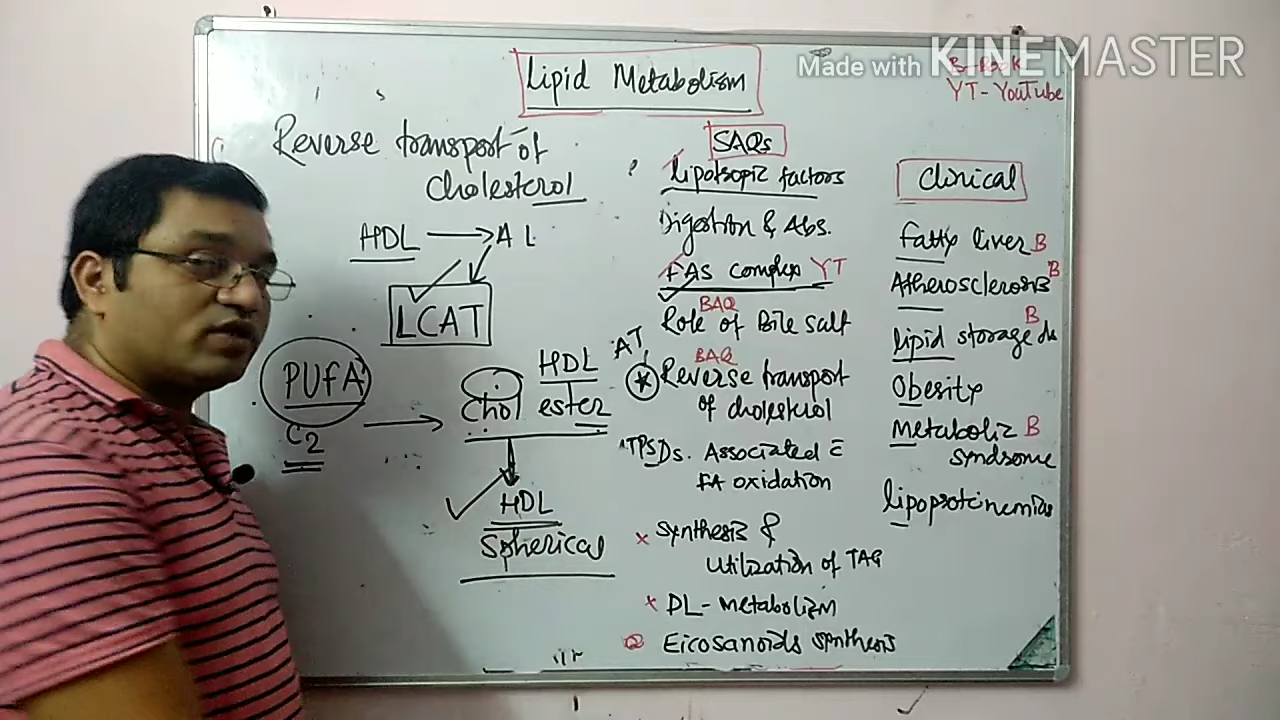 Made with KINEMASTER
Lipid Metabolism
B-Book
YT-YouTube
Reverse transport of
Cholesterol
HDL → A I
LCAT
PUFA
C2
HDL
Chol ester
HDL
Spherical
SAQs
Lipotropic factors
Digestion & Abs.
FAS complex YT
BAQ
Role of Bile salt
AT
BAQ
Reverse transport
of cholesterol
Ds. Associated c̄
FA oxidation
Synthesis &
Utilization of TAG
× PL-metabolism
Q Eicosanoids synthesis
Clinical
Fatty liver B
Atherosclerosis B
B
Lipid storage ds
Obesity
Metabolic B
Syndrome
Lipoproteinemias